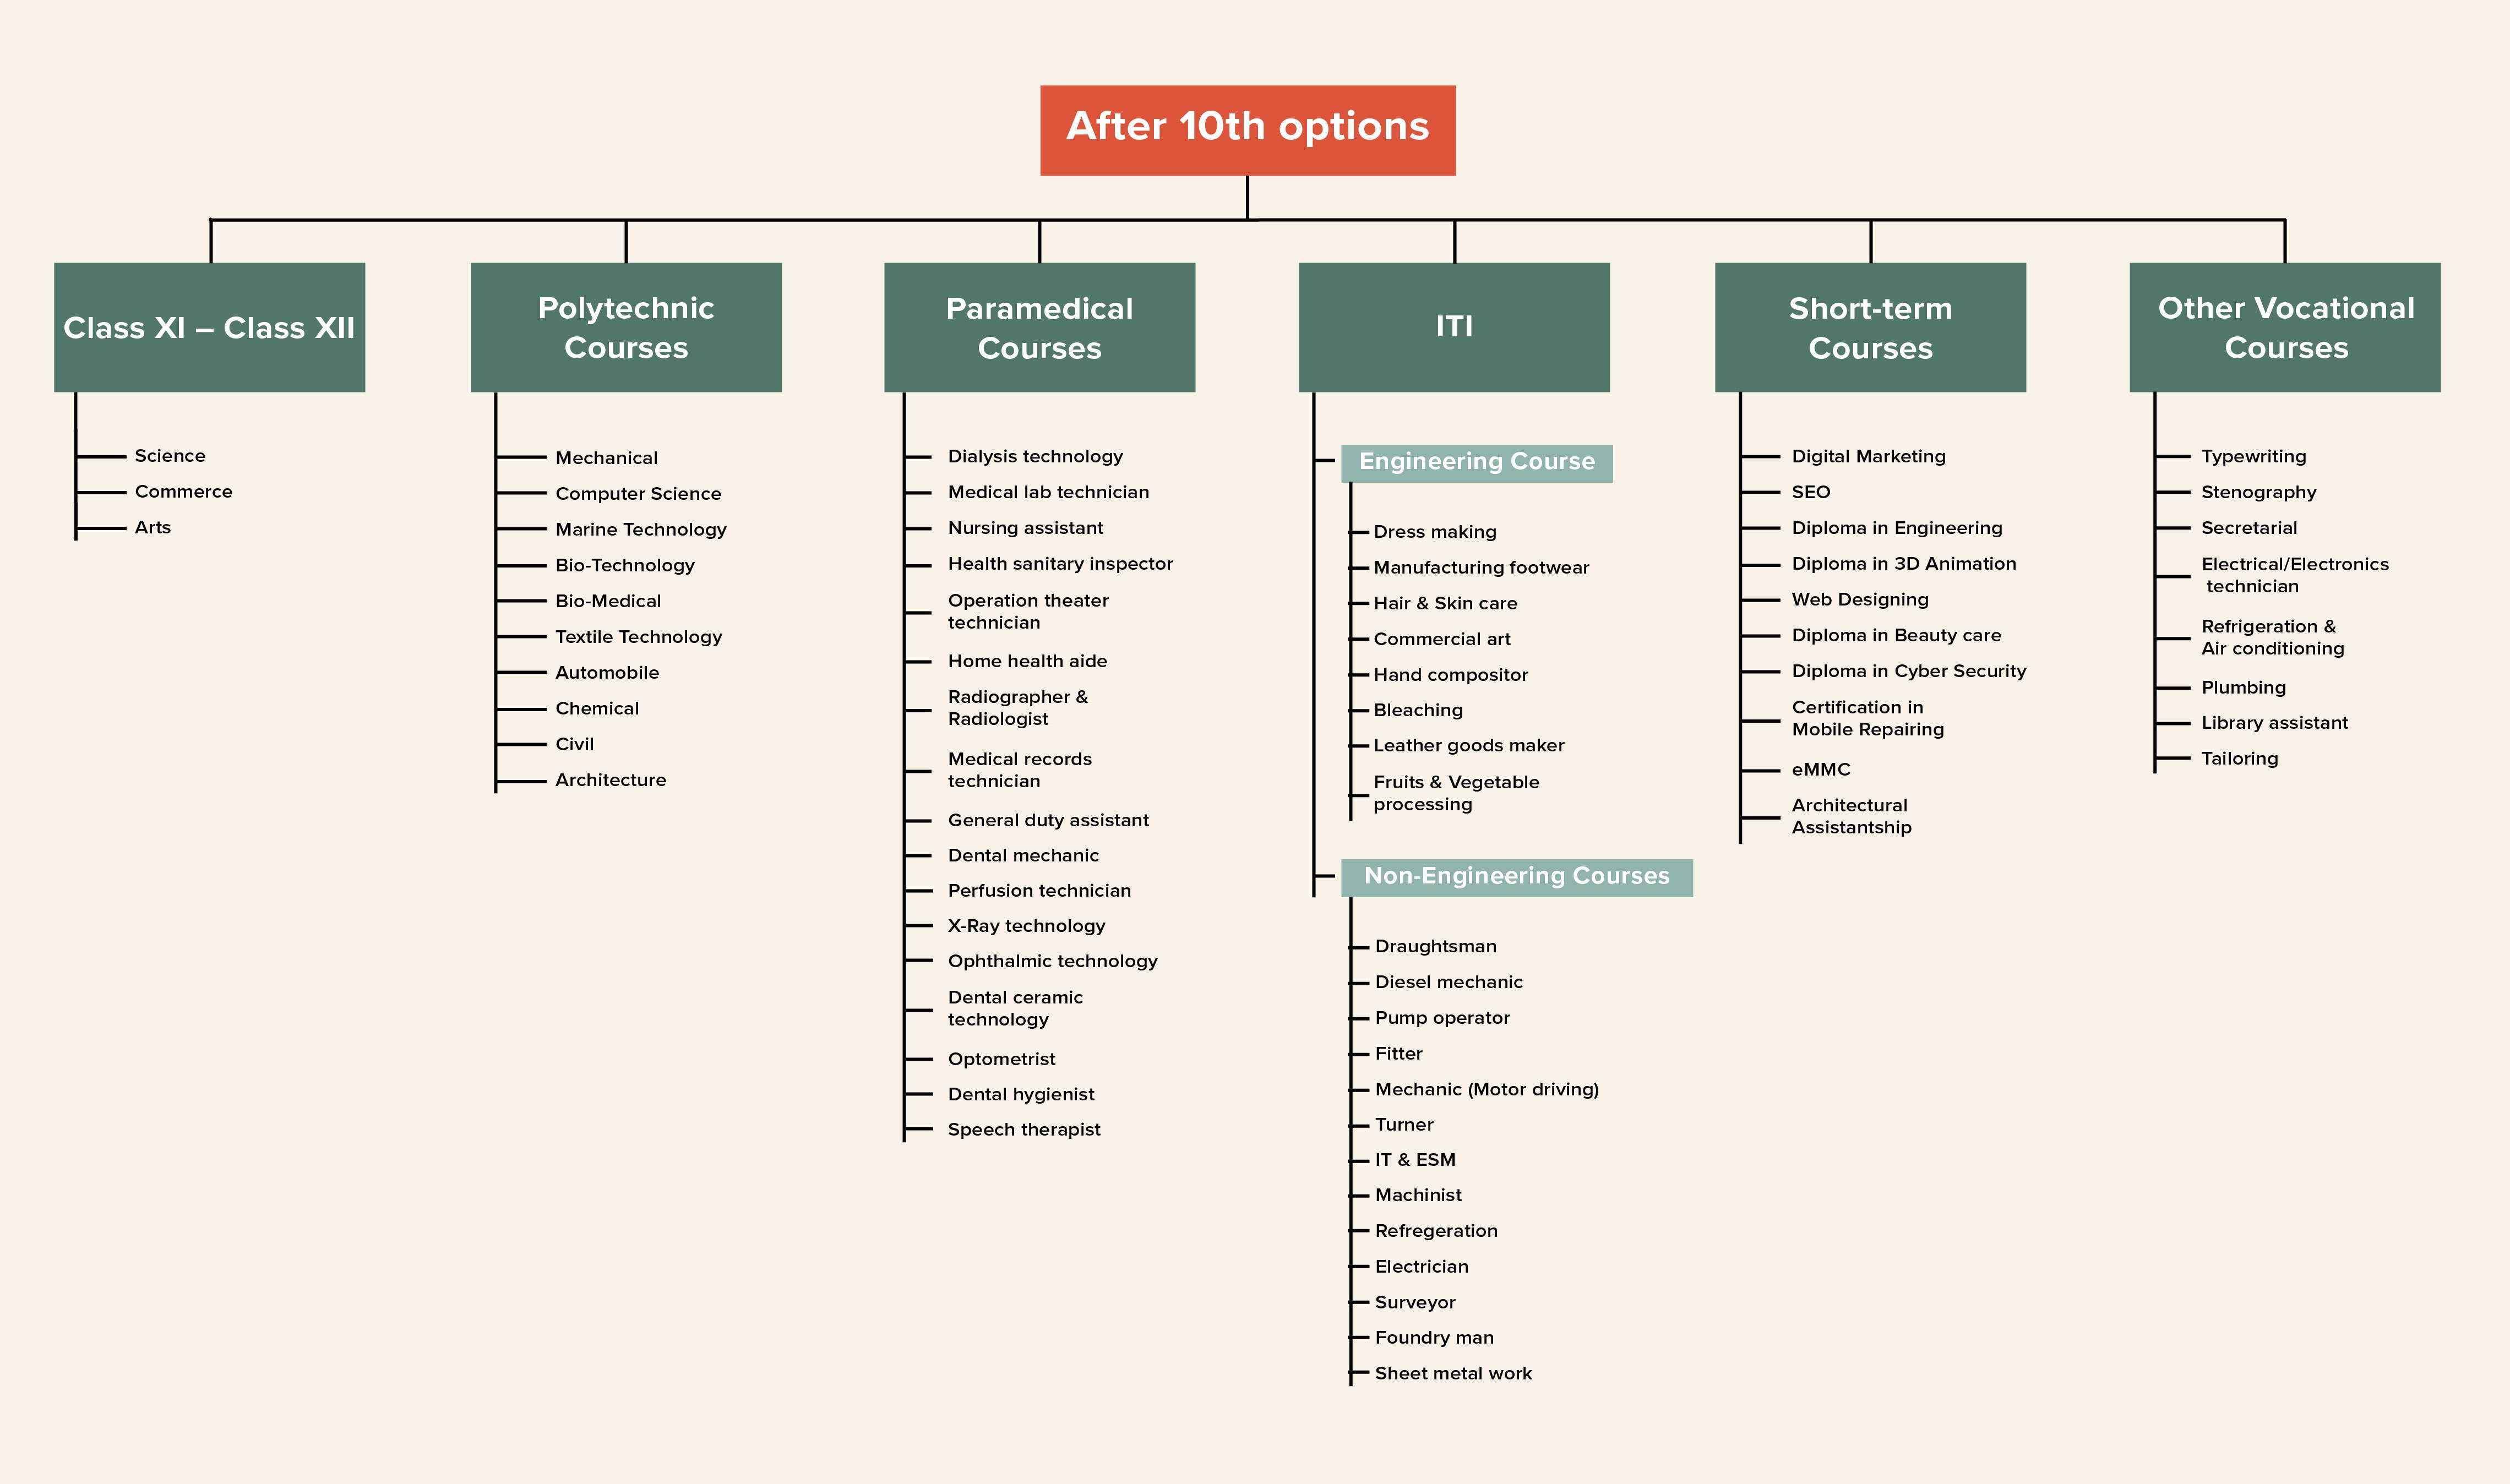 After 10th options
Class XI – Class XII
Science
Commerce
Arts
Polytechnic
Courses
Mechanical
Computer Science
Marine Technology
Bio-Technology
Bio-Medical
Textile Technology
Automobile
Chemical
Civil
Architecture
Paramedical
Courses
Dialysis technology
Medical lab technician
Nursing assistant
Health sanitary inspector
Operation theater
technician
Home health aide
Radiographer &
Radiologist
Medical records
technician
General duty assistant
Dental mechanic
Perfusion technician
X-Ray technology
Ophthalmic technology
Dental ceramic
technology
Optometrist
Dental hygienist
Speech therapist
ITI
Engineering Course
Dress making
Manufacturing footwear
Hair & Skin care
Commercial art
Hand compositor
Bleaching
Leather goods maker
Fruits & Vegetable
processing
Non-Engineering Courses
Draughtsman
Diesel mechanic
Pump operator
Fitter
Mechanic (Motor driving)
Turner
IT & ESM
Machinist
Refregeration
Electrician
Surveyor
Foundry man
Sheet metal work
Short-term
Courses
Digital Marketing
SEO
Diploma in Engineering
Diploma in 3D Animation
Web Designing
Diploma in Beauty care
Diploma in Cyber Security
Certification in
Mobile Repairing
eMMC
Architectural
Assistantship
Other Vocational
Courses
Typewriting
Stenography
Secretarial
Electrical/Electronics
technician
Refrigeration &
Air conditioning
Plumbing
Library assistant
Tailoring